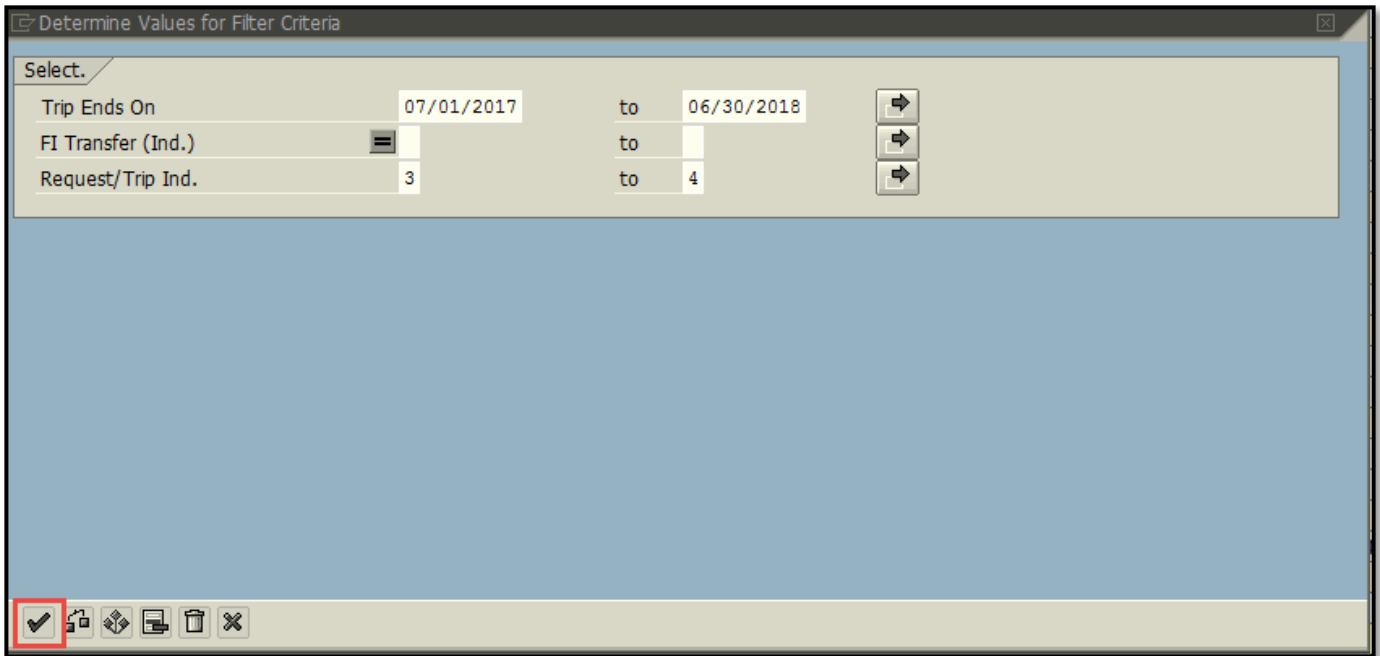 Determine Values for Filter Criteria
Select.
Trip Ends On 07/01/2017 to 06/30/2018
FI Transfer (Ind.) = to
Request/Trip Ind. 3 to 4